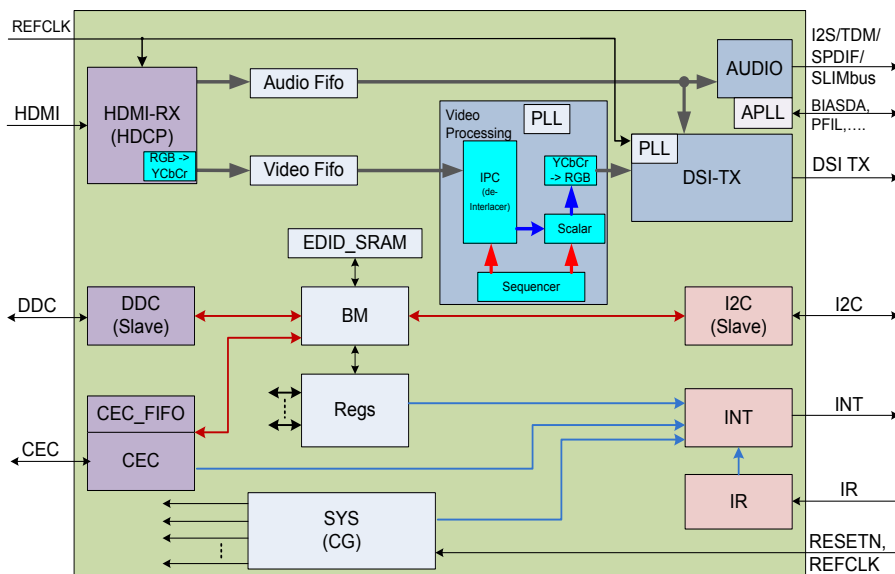 REFCLK
I2S/TDM/
SPDIF/
SLIMbus
AUDIO
HDMI
HDMI-RX
(HDCP)
RGB ->
YCbCr
Audio Fifo
APLL
BIASDA,
PFIL,....
Video
Processing
PLL
PLL
Video Fifo
IPC
(de-
Interlacer)
YCbCr
-> RGB
DSI-TX
DSI TX
Scalar
EDID_SRAM
Sequencer
DDC
DDC
(Slave)
BM
I2C
(Slave)
I2C
CEC_FIFO
Regs
INT
INT
CEC
CEC
SYS
(CG)
IR
IR
RESETN,
REFCLK